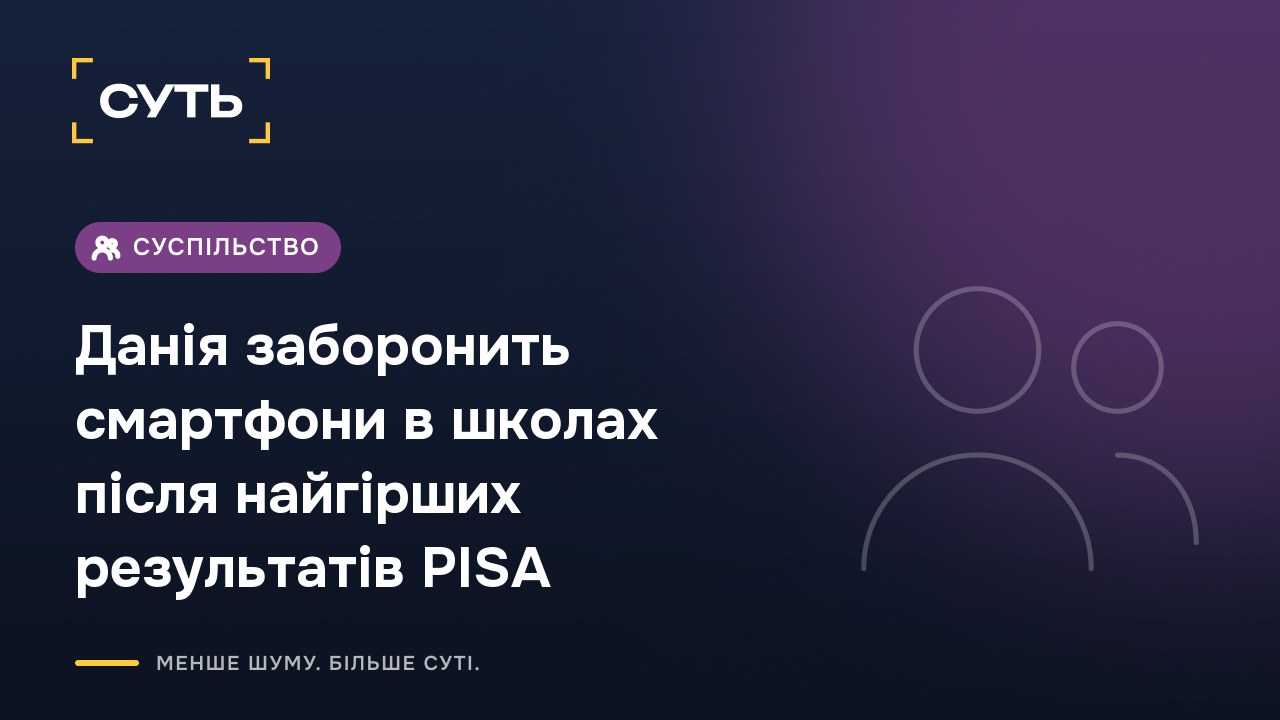 СУТЬ
СУСПІЛЬСТВО
Данія заборонить
смартфони в школах
після найгірших
результатів PISA
МЕНШЕ ШУМУ. БІЛЬШЕ СУТІ.